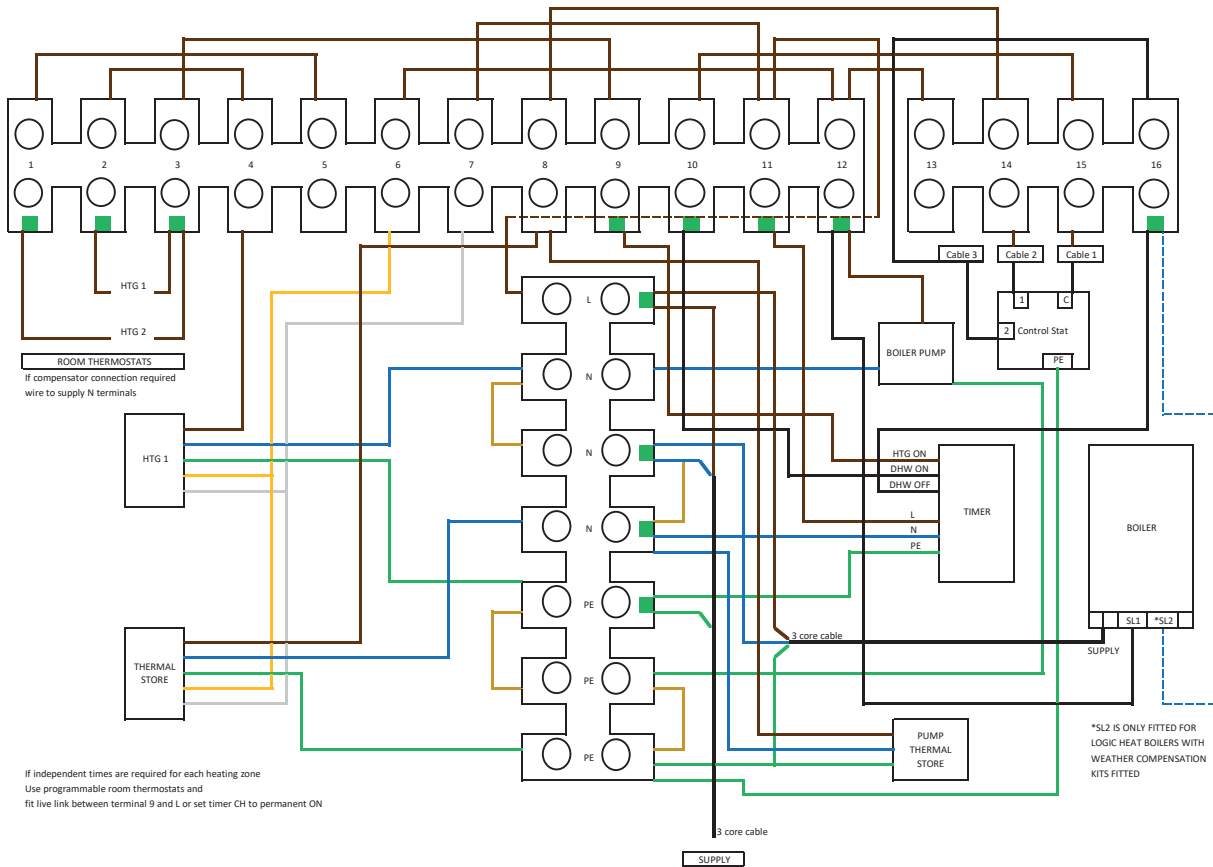 1
2
3
4
5
6
7
8
9
10
11
12
13
14
15
16
Cable 3
Cable 2
Cable 1
HTG 1
L
1
C
2
Control Stat
HTG 2
BOILER PUMP
PE
ROOM THERMOSTATS
If compensator connection required
wire to supply N terminals
N
HTG 1
N
HTG ON
DHW ON
DHW OFF
TIMER
L
N
PE
BOILER
N
PE
SL1
*SL2
3 core cable
SUPPLY
THERMAL
STORE
PE
PUMP
THERMAL
STORE
*SL2 IS ONLY FITTED FOR
LOGIC HEAT BOILERS WITH
WEATHER COMPENSATION
KITS FITTED
PE
If independent times are required for each heating zone
Use programmable room thermostats and
fit live link between terminal 9 and L or set timer CH to permanent ON
3 core cable
SUPPLY